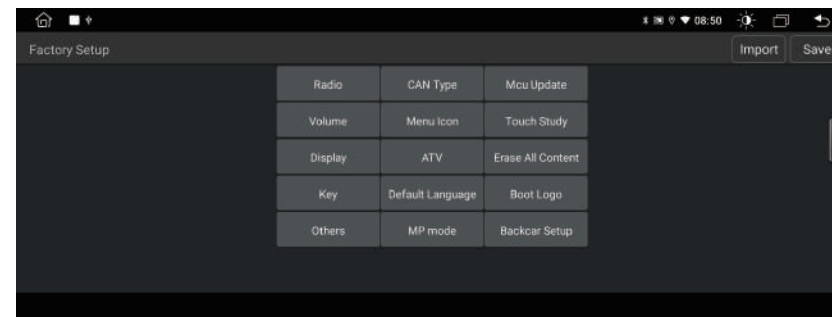 08:50
Factory Setup Import Save
Radio CAN Type Mcu Update
Volume Menu Icon Touch Study
Display ATV Erase All Content
Key Default Language Boot Logo
Others MP mode Backcar Setup